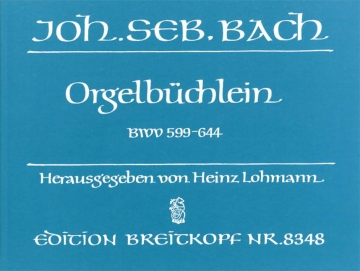 Joh. Seb. Bach
Orgelbüchlein
BWV 599-644
Herausgegeben von Heinz Lohmann
EDITION BREITKOPF NR. 8348